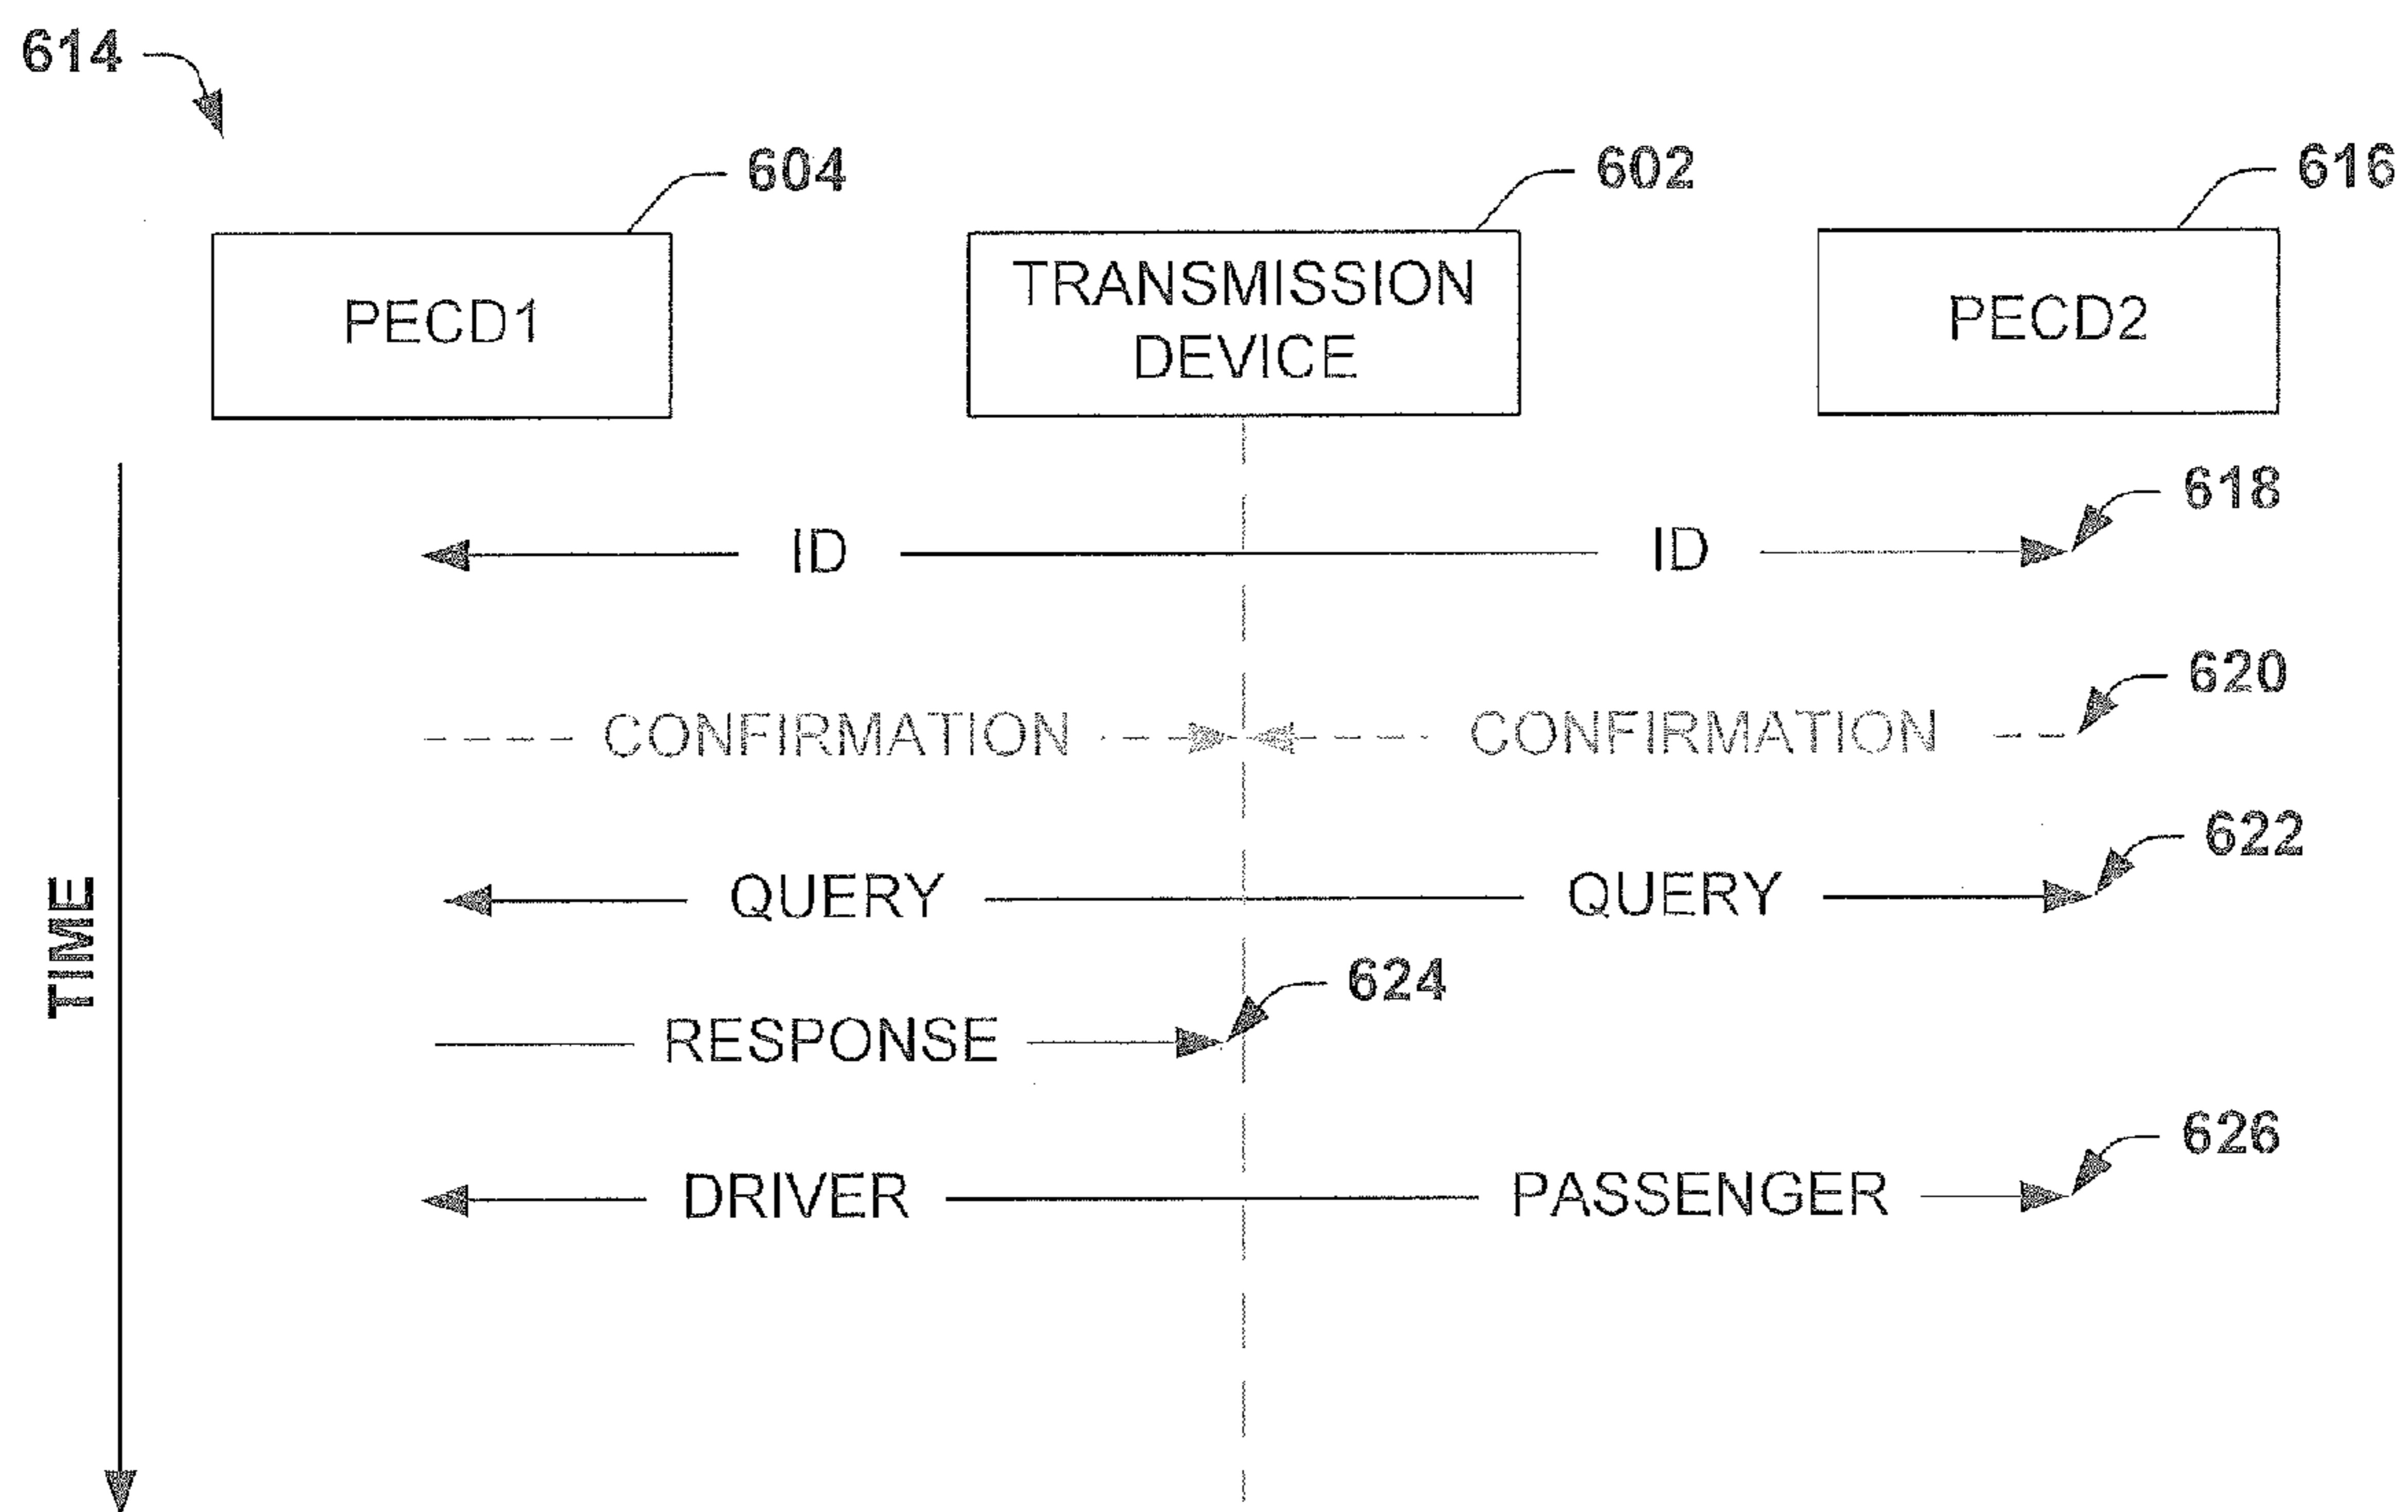 614
604
602
616
PECD1
TRANSMISSION
DEVICE
PECD2
618
ID
ID
620
CONFIRMATION
CONFIRMATION
622
QUERY
QUERY
624
RESPONSE
626
DRIVER
PASSENGER
TIME